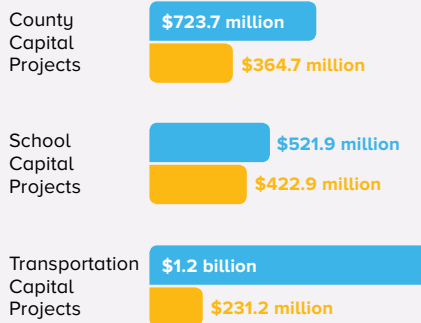 County
Capital
Projects
$723.7 million
$364.7 million
School
Capital
Projects
$521.9 million
$422.9 million
Transportation
Capital
Projects
$1.2 billion
$231.2 million